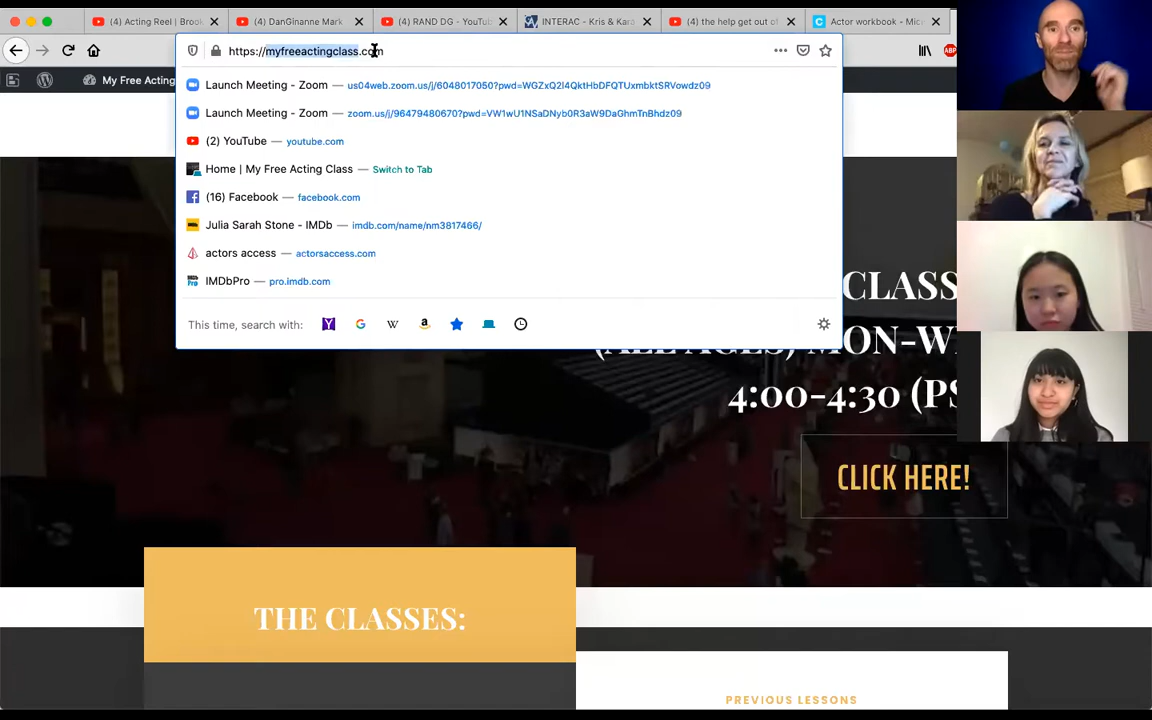 (4) Acting Reel | Brook
(4) DanGinanne Mark
(4) RAND DG - YouTub
INTERAC - Kris & Kara
(4) the help get out of
Actor workbook - Mic
https://myfreeactingclass.com
My Free Acting
Launch Meeting - Zoom — us04web.zoom.us/j/6048017050?pwd=WGZxQ2l4QktHbDFQTUxmbktSRVowdz09
Launch Meeting - Zoom — zoom.us/j/96479480670?pwd=VW1wU1NSaDNyb0R3aW9DaGhmTnBhdz09
(2) YouTube — youtube.com
Home | My Free Acting Class — Switch to Tab
(16) Facebook — facebook.com
Julia Sarah Stone - IMDb — imdb.com/name/nm3817466/
actors access — actorsaccess.com
IMDbPro — pro.imdb.com
This time, search with:
CLASS
(ALL AGES) MON-W
4:00-4:30 (PS
CLICK HERE!
THE CLASSES:
PREVIOUS LESSONS